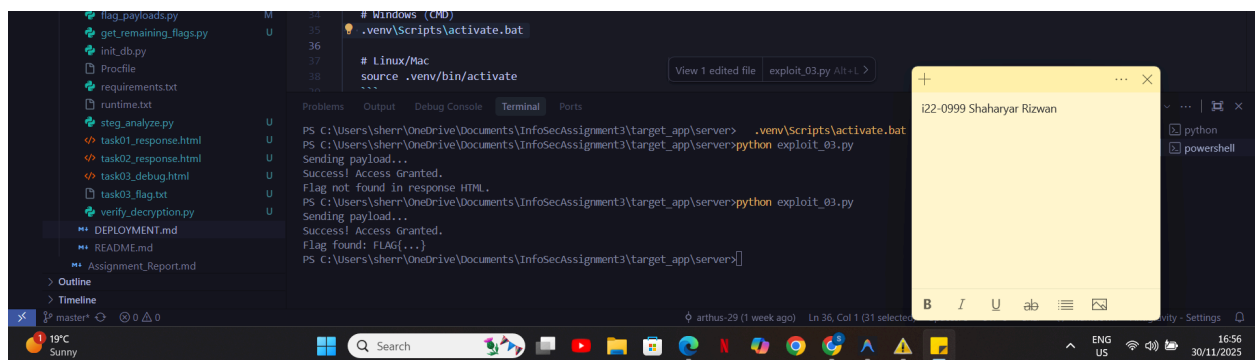 flag_payloads.py M
get_remaining_flags.py U
init_db.py
Procfile
requirements.txt
runtime.txt
steg_analyze.py U
task01_response.html U
task02_response.html U
task03_debug.html U
task03_flag.txt U
verify_decryption.py U
DEPLOYMENT.md
README.md
Assignment_Report.md
Outline
Timeline
34 # Windows (CMD)
35 .venv\Scripts\activate.bat
36
37 # Linux/Mac
38 source .venv/bin/activate
39 ```
View 1 edited file exploit_03.py Alt+L >
Problems Output Debug Console Terminal Ports
PS C:\Users\sherr\OneDrive\Documents\InfoSecAssignment3\target_app\server> .venv\Scripts\activate.bat
PS C:\Users\sherr\OneDrive\Documents\InfoSecAssignment3\target_app\server>python exploit_03.py
Sending payload...
Success! Access Granted.
Flag not found in response HTML.
PS C:\Users\sherr\OneDrive\Documents\InfoSecAssignment3\target_app\server>python exploit_03.py
Sending payload...
Success! Access Granted.
Flag found: FLAG{...}
PS C:\Users\sherr\OneDrive\Documents\InfoSecAssignment3\target_app\server>
python
powershell
i22-0999 Shaharyar Rizwan
B I U ab
master* 0 0
arthus-29 (1 week ago) Ln 36, Col 1 (31 selected
- Settings
1
19°C
Sunny
Search
ENG
US
16:56
30/11/2025